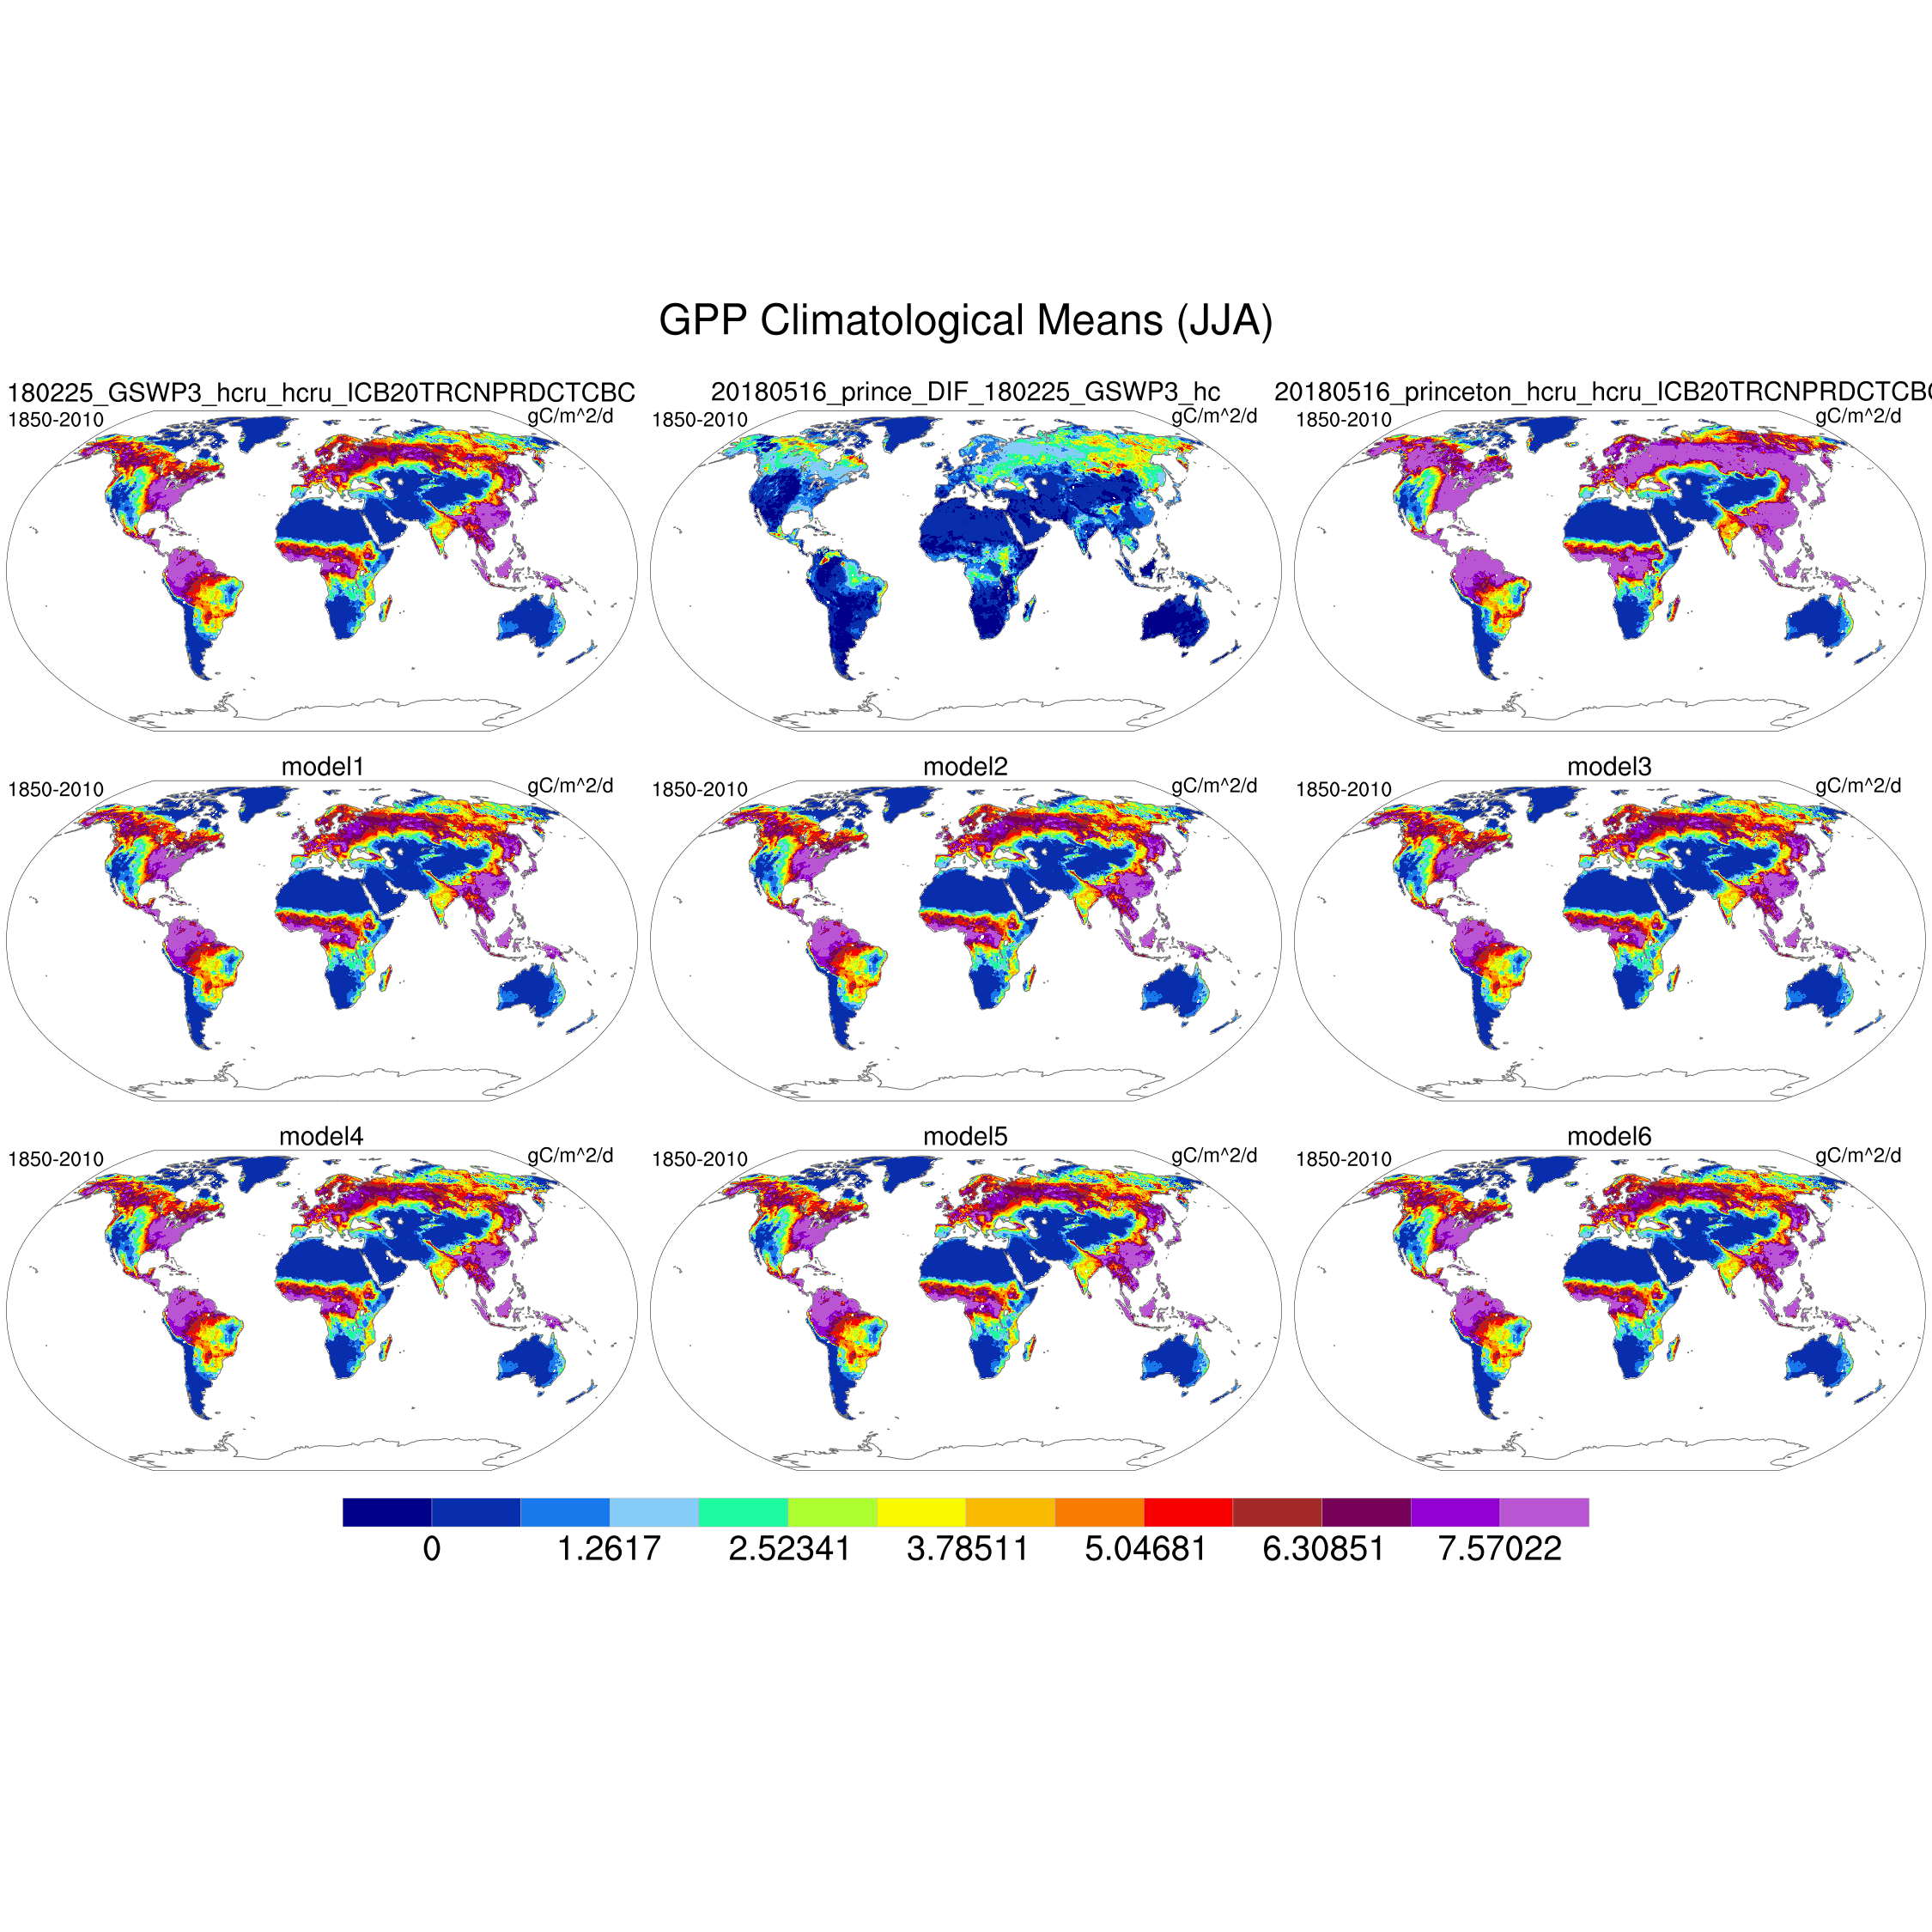 GPP Climatological Means (JJA)
180225_GSWP3_hcru_hcru_ICB20TRCNPRDCTCBC
1850-2010
gC/m^2/d
20180516_prince_DIF_180225_GSWP3_hc
1850-2010
gC/m^2/d
20180516_princeton_hcru_hcru_ICB20TRCNPRDCTCBC
1850-2010
gC/m^2/d
model1
1850-2010
gC/m^2/d
model2
1850-2010
gC/m^2/d
model3
1850-2010
gC/m^2/d
model4
1850-2010
gC/m^2/d
model5
1850-2010
gC/m^2/d
model6
1850-2010
gC/m^2/d
0 1.2617 2.52341 3.78511 5.04681 6.30851 7.57022